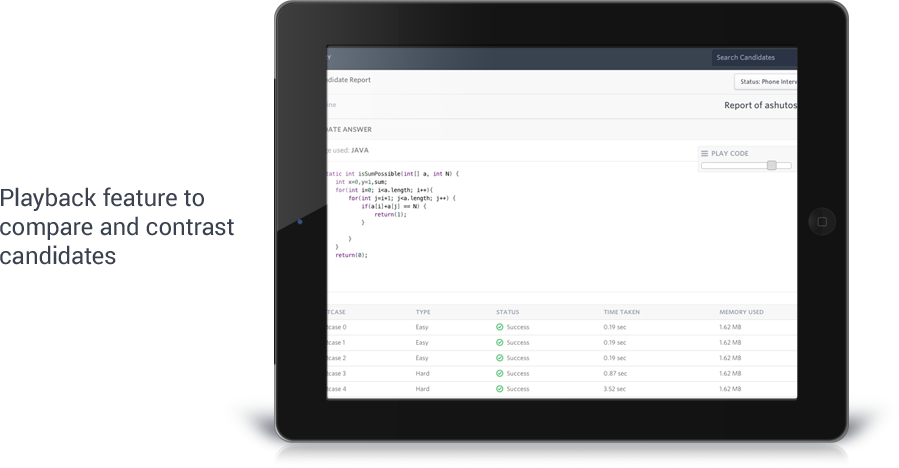 Playback feature to
compare and contrast
candidates
y
Search Candidates
didate Report
Status: Phone Interv
ine
Report of ashutos
DATE ANSWER
e used: JAVA
PLAY CODE
tatic int isSumPossible(int[] a, int N) {
int x=0,y=1,sum;
for(int i=0; i<a.length; i++){
for(int j=i+1; j<a.length; j++) {
if(a[i]+a[j] == N) {
return(1);
}
}
}
return(0);
TCASE TYPE STATUS TIME TAKEN MEMORY USED
tcase 0 Easy Success 0.19 sec 1.62 MB
tcase 1 Easy Success 0.19 sec 1.62 MB
tcase 2 Easy Success 0.19 sec 1.62 MB
tcase 3 Hard Success 0.87 sec 1.62 MB
tcase 4 Hard Success 3.52 sec 1.62 MB